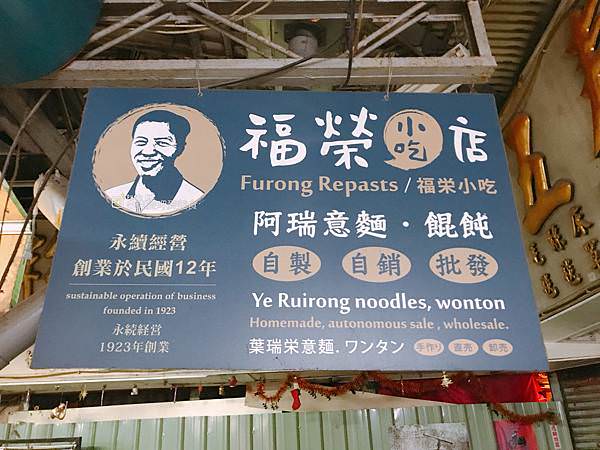 福榮小吃店
Furong Repasts / 福栄小吃
阿瑞意麵・餛飩
自製 自銷 批發
Ye Ruirong noodles, wonton
Homemade, autonomous sale , wholesale.
葉瑞栄意麵. ワンタン 手作り 直売 卸売
永續經營
創業於民國12年
sustainable operation of business
founded in 1923
永続経営
1923年創業